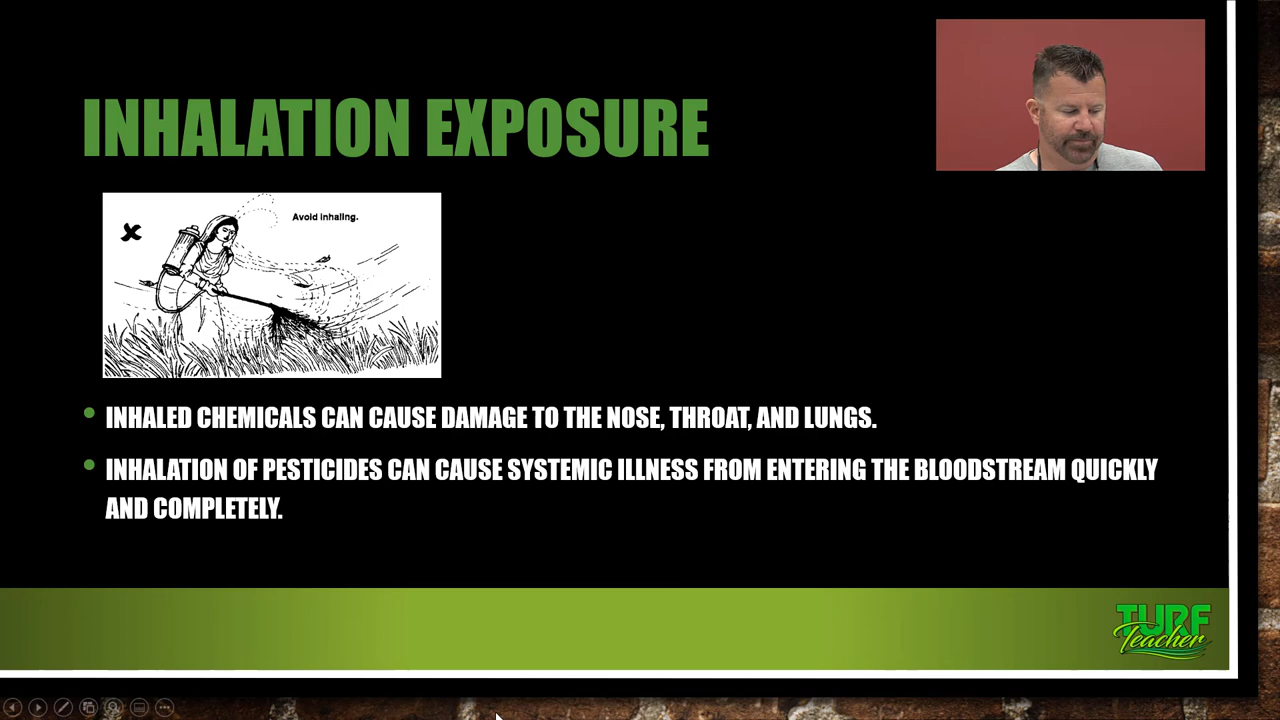 INHALATION EXPOSURE
x
Avoid inhaling.
INHALED CHEMICALS CAN CAUSE DAMAGE TO THE NOSE, THROAT, AND LUNGS.
INHALATION OF PESTICIDES CAN CAUSE SYSTEMIC ILLNESS FROM ENTERING THE BLOODSTREAM QUICKLY
AND COMPLETELY.
TURF
Teacher